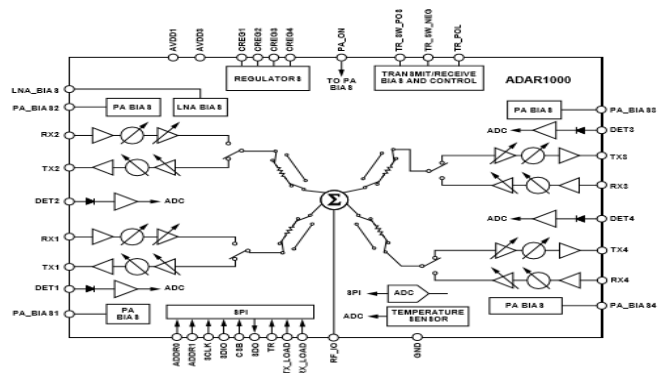 AVDD1
AVDD3
CREG1
CREG2
CREG3
CREG4
PA_ON
TR_SW_POS
TR_SW_NEG
TR_POL
REGULATORS
TO PA
BIAS
TRANSMIT/RECEIVE
BIAS AND CONTROL
ADAR1000
LNA_BIAS
PA_BIAS2
PA BIAS
LNA BIAS
PA BIAS
PA_BIAS3
RX2
ADC
DET3
TX2
TX3
RX3
DET2
ADC
ADC
DET4
RX1
TX1
TX4
RX4
DET1
ADC
Σ
SPI
ADC
PA_BIAS1
PA
BIAS
SPI
ADC
TEMPERATURE
SENSOR
PA BIAS
PA_BIAS4
ADDR0
ADDR1
SCLK
SDIO
CSB
SDO
TR
TX_LOAD
RX_LOAD
RF_IO
GND